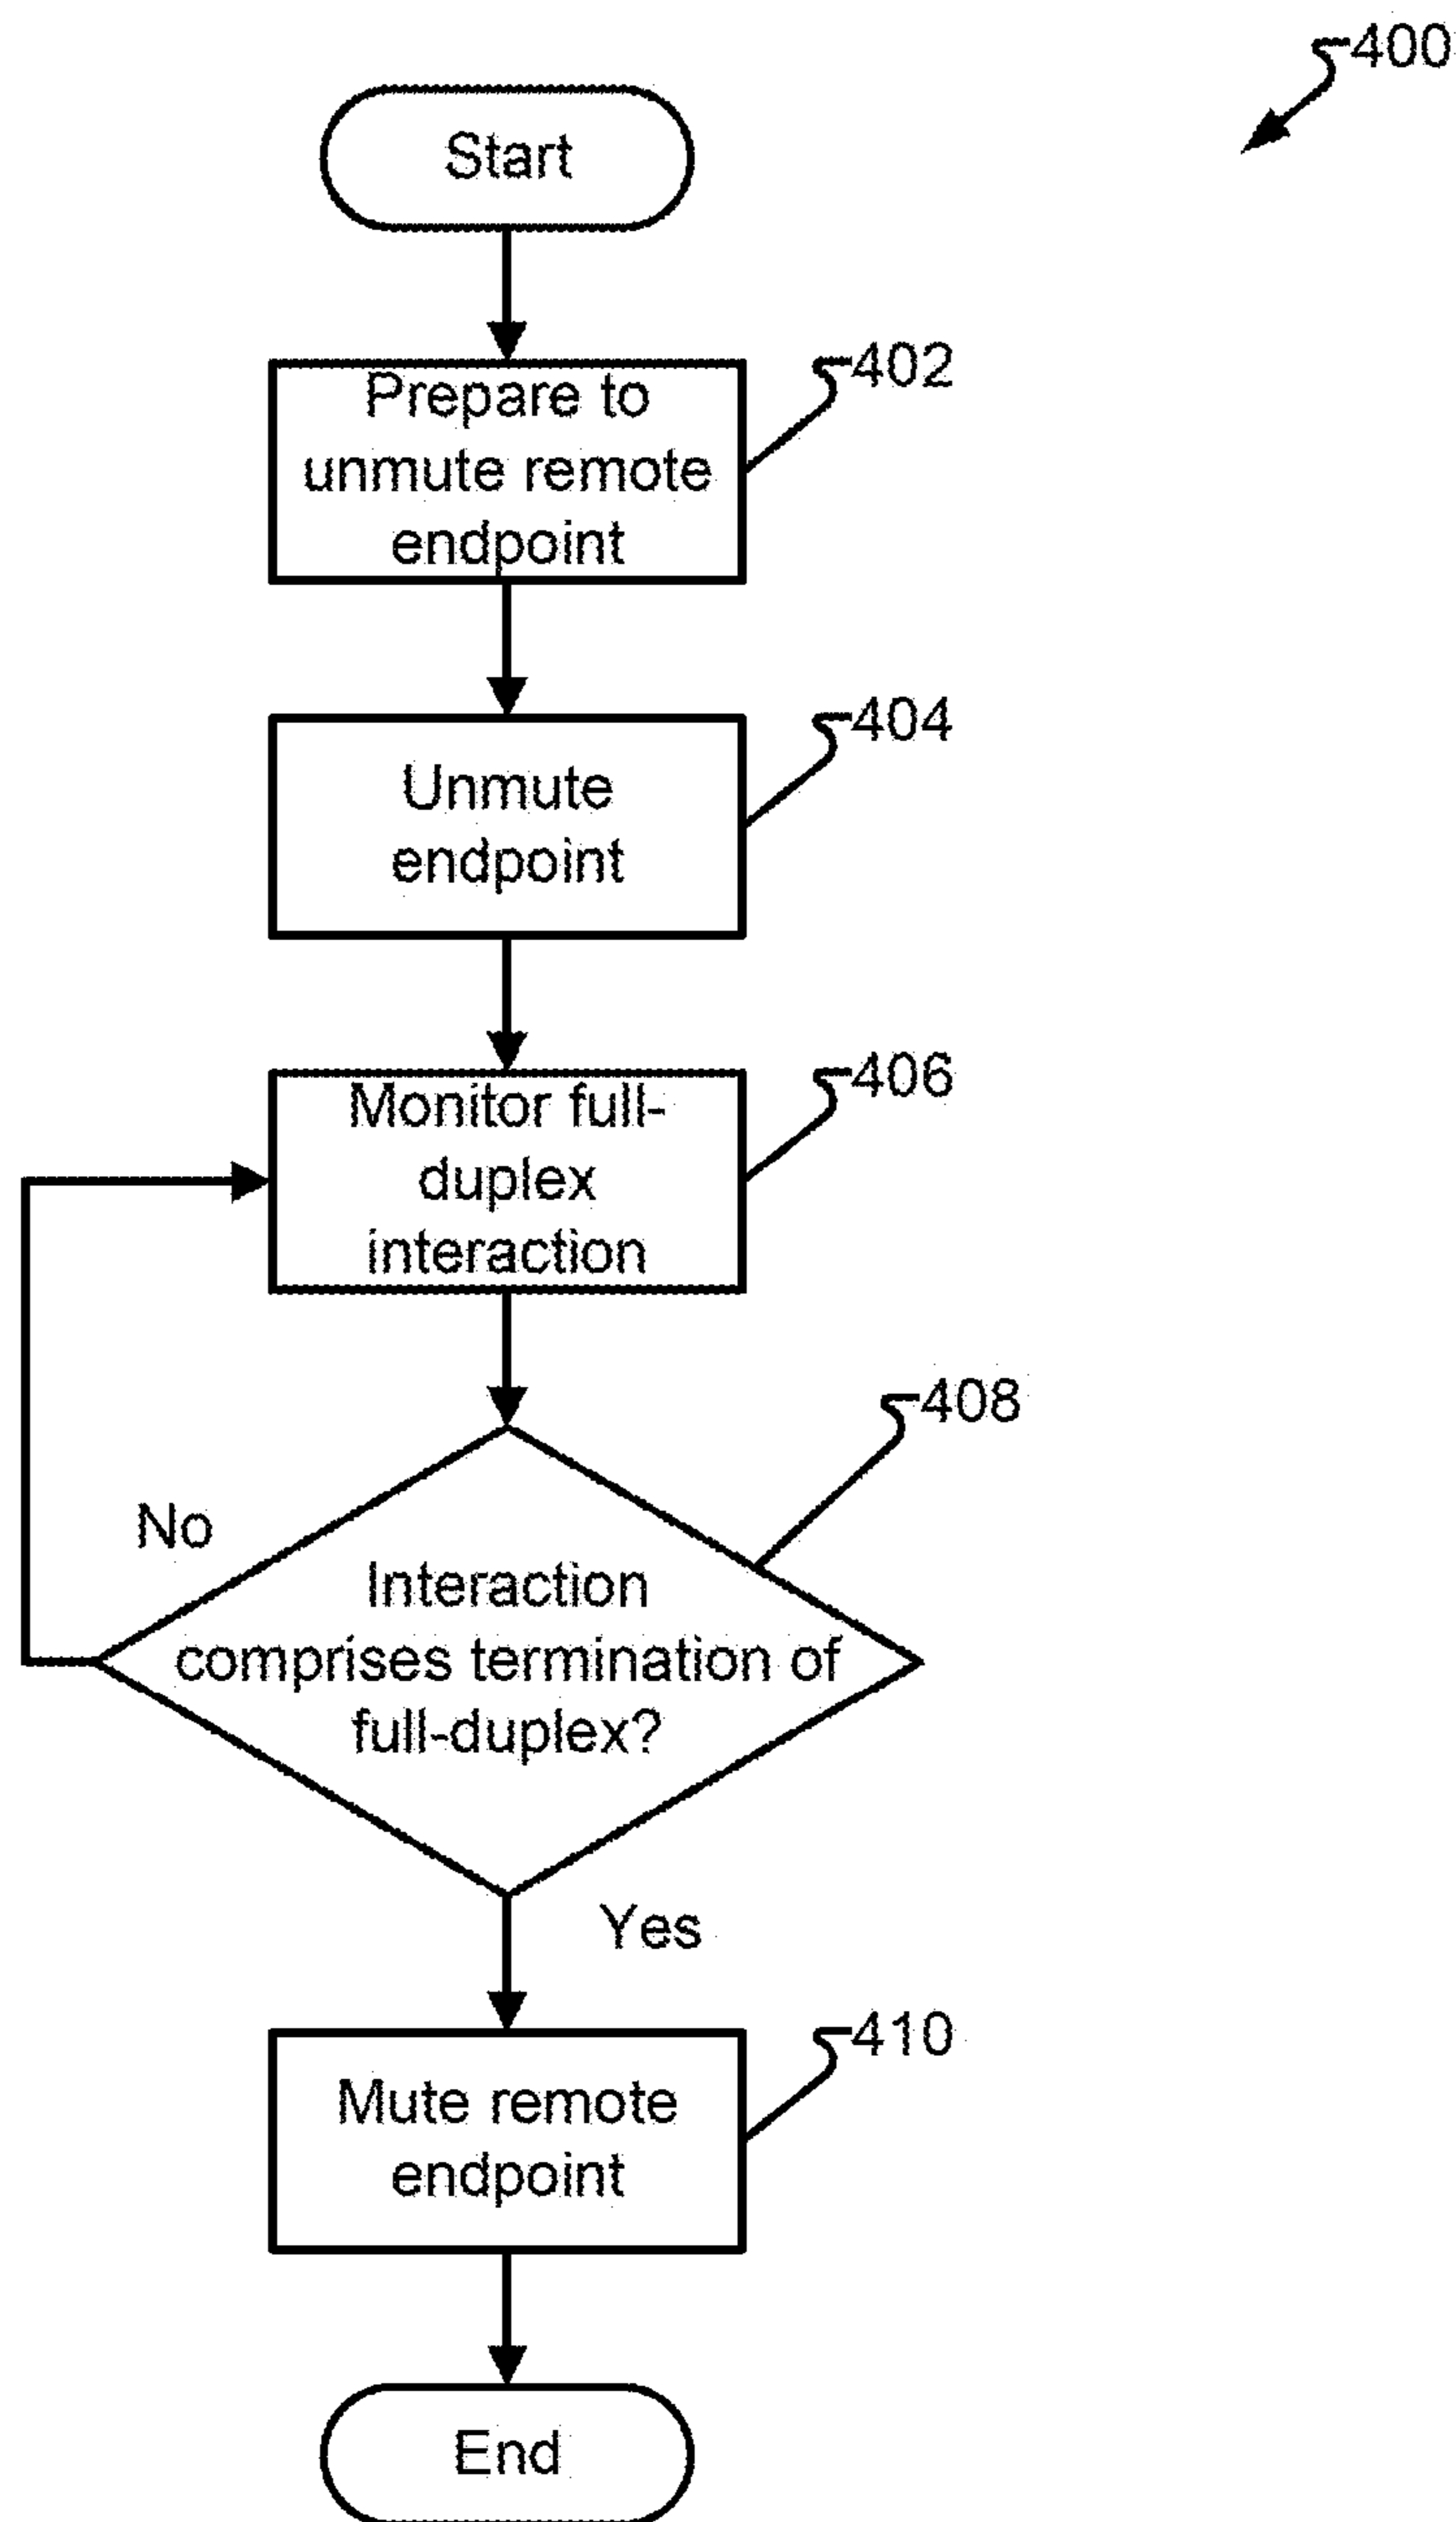 400
Start
402
Prepare to
unmute remote
endpoint
404
Unmute
endpoint
406
Monitor full-
duplex
interaction
408
No
Interaction
comprises termination of
full-duplex?
Yes
410
Mute remote
endpoint
End